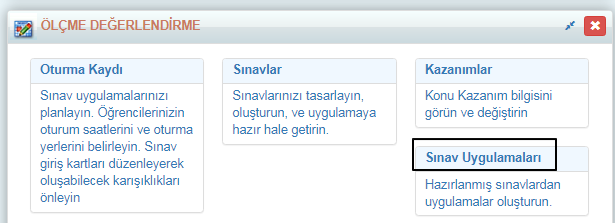 ÖLÇME DEĞERLENDİRME
Oturma Kaydı
Sınav uygulamalarınızı
planlayın. Öğrencilerinizin
oturum saatlerini ve oturma
yerlerini belirleyin. Sınav
giriş kartları düzenleyerek
oluşabilecek karışıklıkları
önleyin
Sınavlar
Sınavlarınızı tasarlayın,
oluşturun, ve uygulamaya
hazır hale getirin.
Kazanımlar
Konu Kazanım bilgisini
görün ve değiştirin
Sınav Uygulamaları
Hazırlanmış sınavlardan
uygulamalar oluşturun.